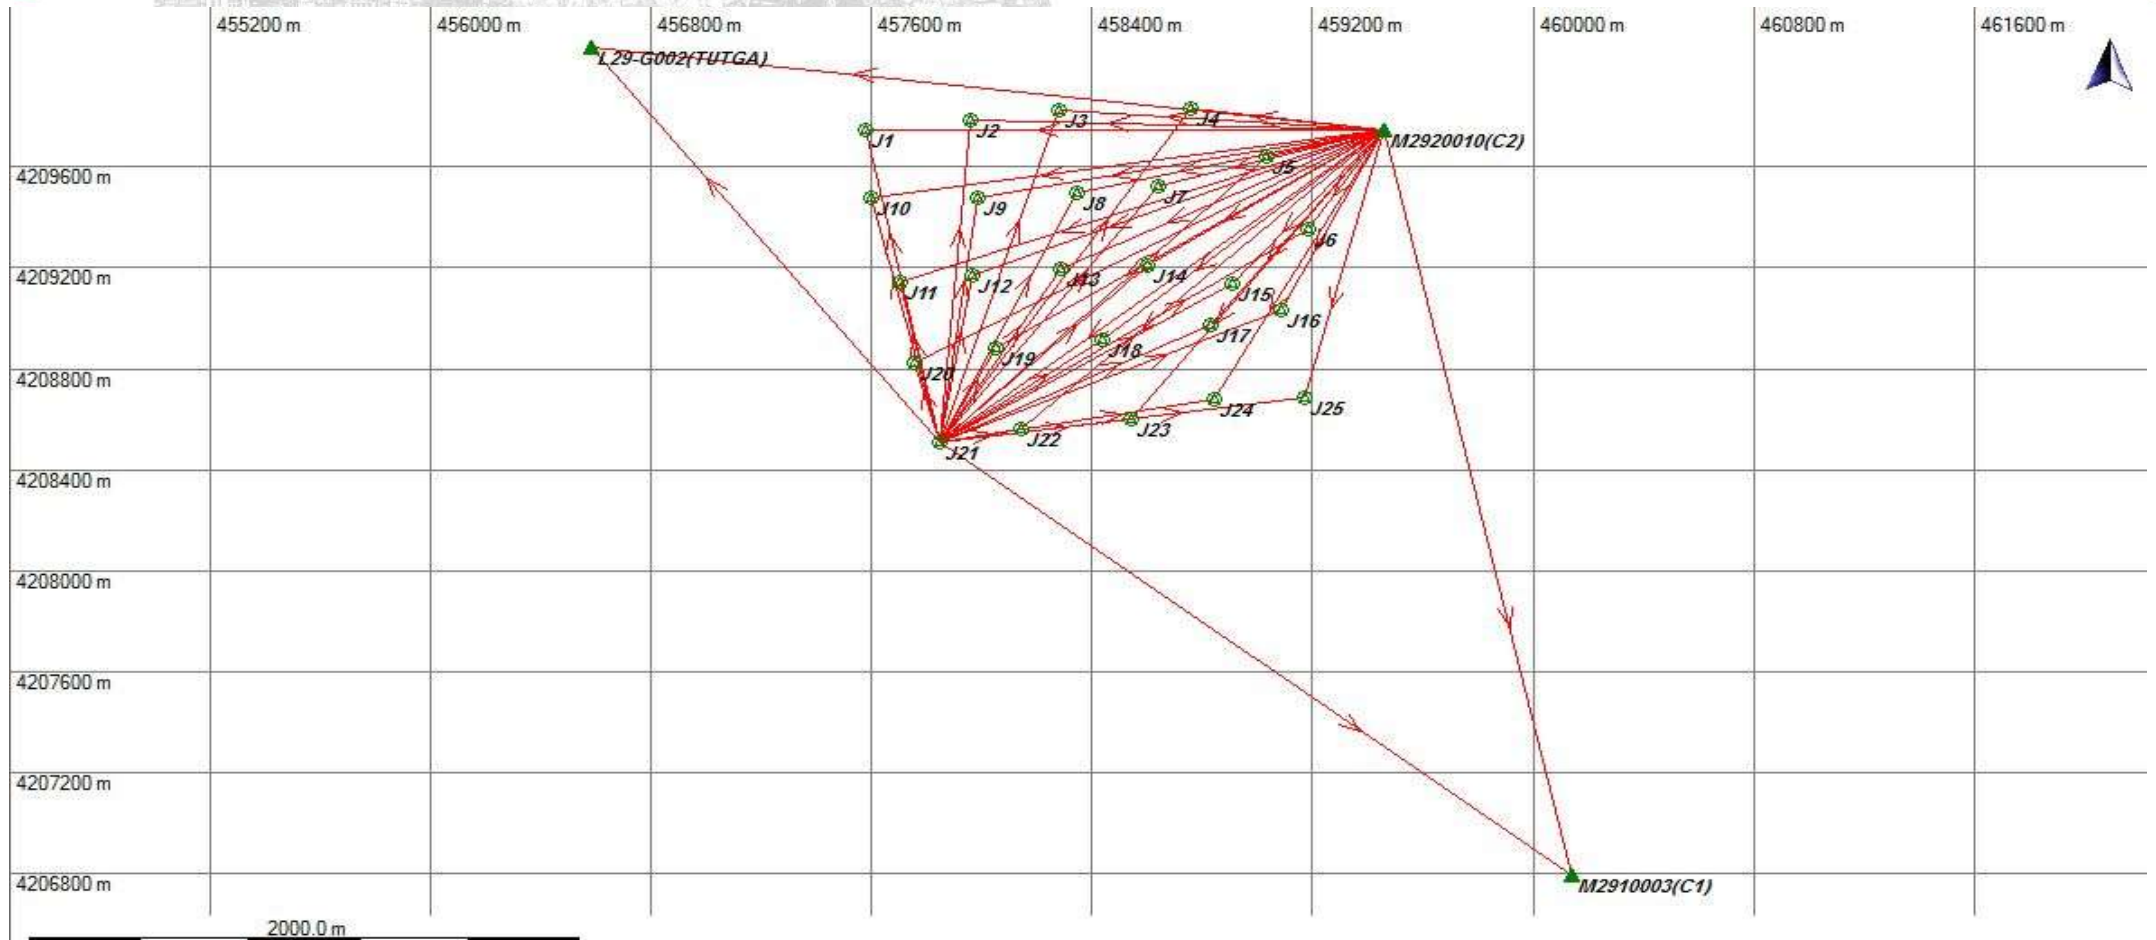 455200 m
456000 m
456800 m
457600 m
458400 m
459200 m
460000 m
460800 m
461600 m
L29-G002(TUTGA)
J1
J2
J3
J4
M2920010(C2)
4209600 m
J5
J7
J8
J9
J10
J6
4209200 m
J11
J12
J13
J14
J15
J16
J17
J18
J19
J20
4208800 m
J21
J22
J23
J24
J25
4208400 m
4208000 m
4207600 m
4207200 m
4206800 m
M2910003(C1)
2000.0 m